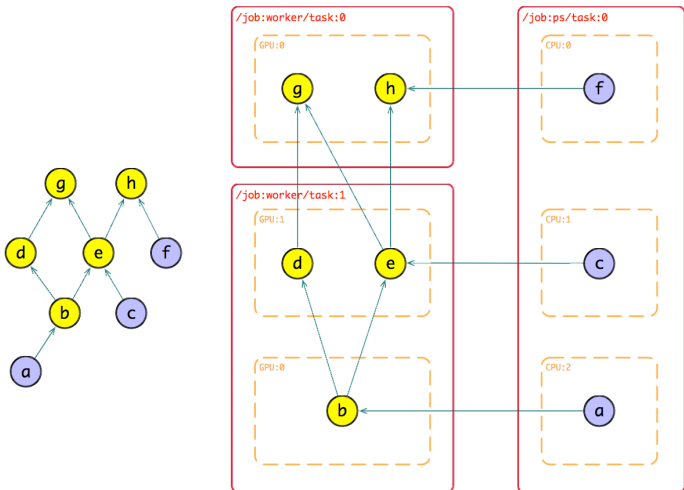 g h
d e f
b c
a
/job:worker/task:0
GPU:0
g h
/job:worker/task:1
GPU:1
d e
GPU:0
b
/job:ps/task:0
CPU:0
f
CPU:1
c
CPU:2
a